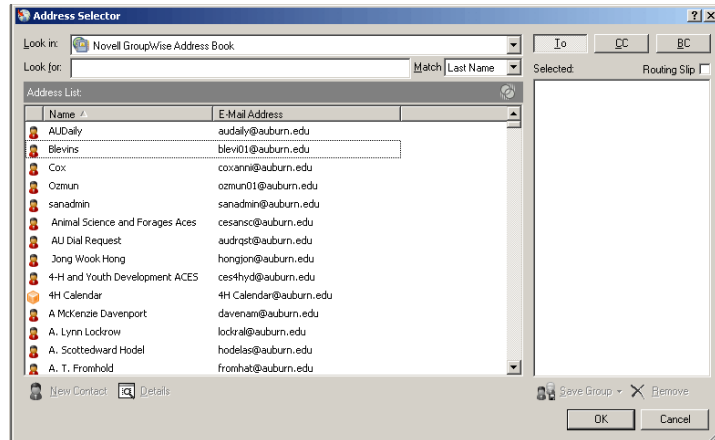 Address Selector
Look in: Novell GroupWise Address Book To CC BC
Look for: Match Last Name Selected: Routing Slip
Address List:
Name E-Mail Address
AUDaily audaily@auburn.edu
Blevins blevi01@auburn.edu
Cox coxanni@auburn.edu
Ozmun ozmun01@auburn.edu
sanadmin sanadmin@auburn.edu
Animal Science and Forages Aces cesansc@auburn.edu
AU Dial Request audrqst@auburn.edu
Jong Wook Hong hongjon@auburn.edu
4-H and Youth Development ACES ces4hyd@auburn.edu
4H Calendar 4H Calendar@auburn.edu
A McKenzie Davenport davenam@auburn.edu
A. Lynn Lockrow lockral@auburn.edu
A. Scottedward Hodel hodelas@auburn.edu
A. T. Fromhold fromhat@auburn.edu
New Contact Details Save Group Remove
OK Cancel